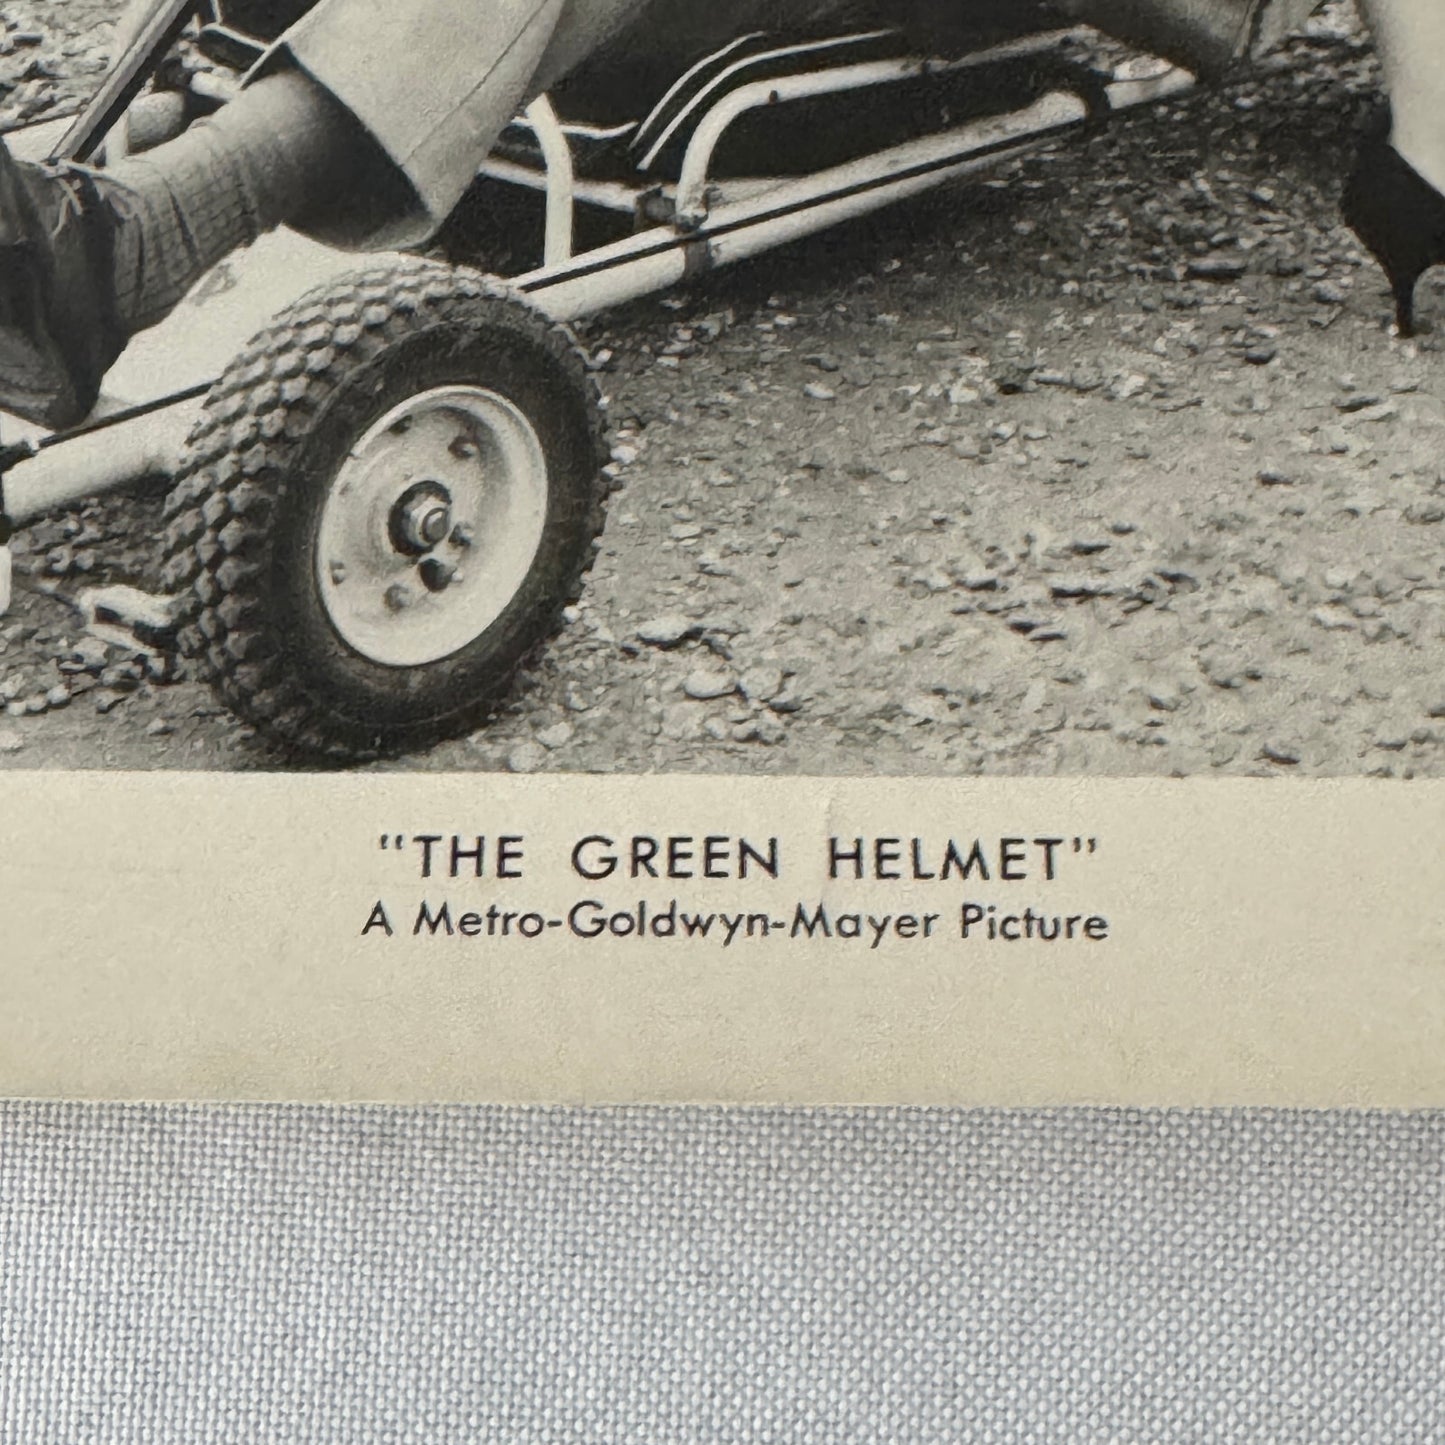 "THE GREEN HELMET"
A Metro-Goldwyn-Mayer Picture